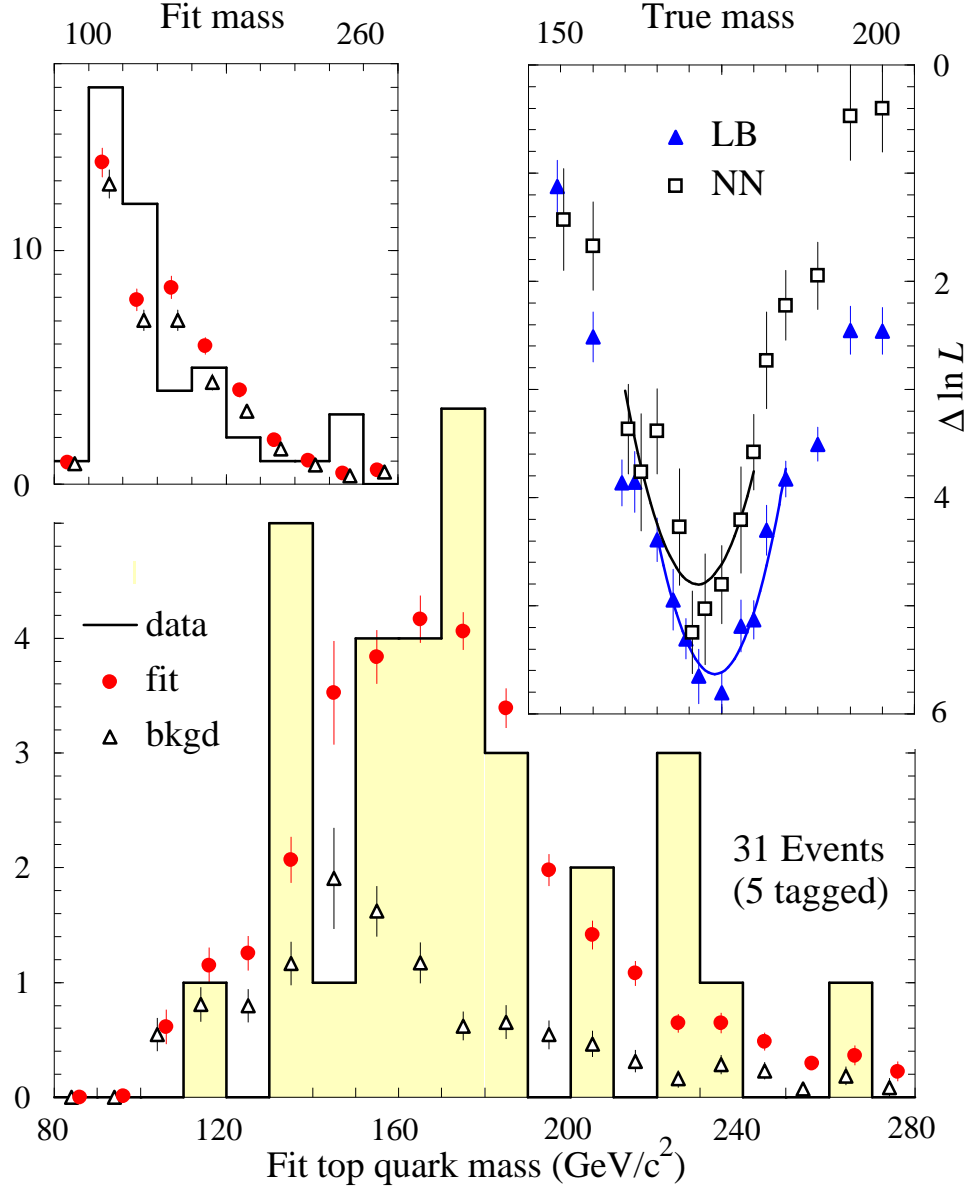 Fit mass
True mass
100 260
150 200
0
10
0
LB
NN
2
4
6
Δ ln L
data
fit
bkgd
4
3
2
1
0
31 Events
(5 tagged)
80 120 160 200 240 280
Fit top quark mass (GeV/c²)